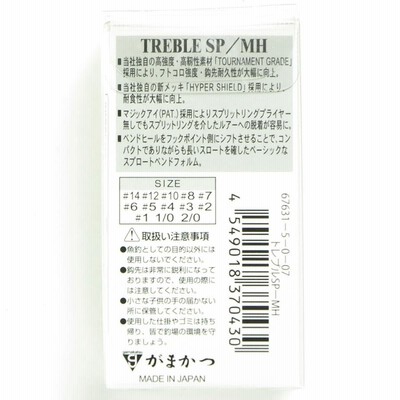 TREBLE SP/MH
■当社独自の高強度・高靭性素材「TOURNAMENT GRADE」
採用により、フトコロ強度・鈎先耐久性が大幅に向上。
■当社独自の新メッキ「HYPER SHIELD」採用により、
耐食性が大幅に向上。
■マジックアイ(PAT.)採用によりスプリットリングプライヤー
無しでもスプリットリングを介したルアーへの脱着が容易に。
■ベンドヒールをフックポイント側にシフトさせることで、コン
パクトでありながらも長いスロートを確したベーシックな
スプロートベンドフォルム。
SIZE
#14 #12 #10 #8 #7
#6 #5 #4 #3 #2
#1 1/0 2/0
⚠取扱い注意事項
●魚釣としての目的以外には
使用しないでください。
●鈎先は非常に鋭利になって
おりますので、使用の際に
は注意してください。
●小さな子供の手の届かない
所に保管してください。
●使用した仕掛やゴミは持ち
帰り、皆で釣場の環境を守
りましょう。
がまかつ
MADE IN JAPAN
67631-5-0-07
トレブルSP-MH
4 549018 370430